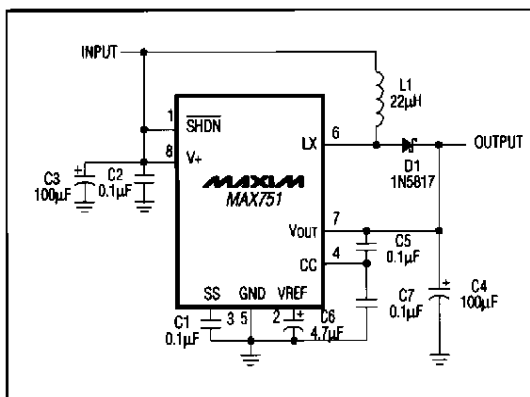 INPUT
L1
22µH
1
SHDN
8
V+
LX
6
OUTPUT
D1
1N5817
C3
100µF
C2
0.1µF
MAXIM
MAX751
VOUT
7
C5
0.1µF
CC
4
SS
GND
VREF
C1
0.1µF
3
5
2
C6
4.7µF
C7
0.1µF
C4
100µF